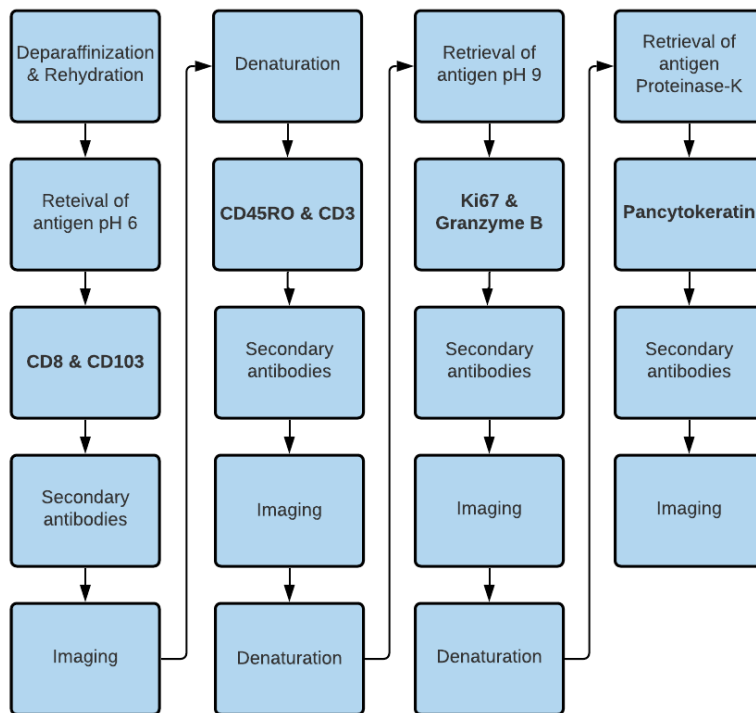 Deparaffinization
& Rehydration
Reteival of
antigen pH 6
CD8 & CD103
Secondary
antibodies
Imaging
Denaturation
CD45RO & CD3
Secondary
antibodies
Imaging
Denaturation
Retrieval of
antigen pH 9
Ki67 &
Granzyme B
Secondary
antibodies
Imaging
Denaturation
Retrieval of
antigen
Proteinase-K
Pancytokeratin
Secondary
antibodies
Imaging